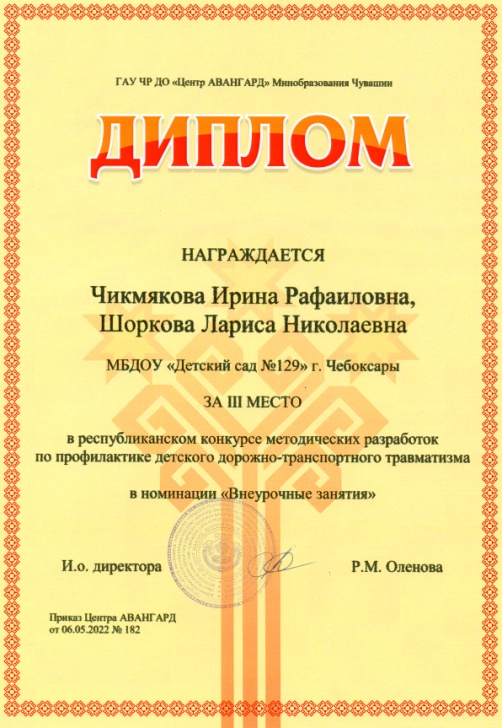 ГАУ ЧР ДО «Центр АВАНГАРД» Минобразования Чувашии
ДИПЛОМ
НАГРАЖДАЕТСЯ
Чикмякова Ирина Рафаиловна,
Шоркова Лариса Николаевна
МБДОУ «Детский сад №129» г. Чебоксары
ЗА III МЕСТО
в республиканском конкурсе методических разработок
по профилактике детского дорожно-транспортного травматизма
в номинации «Внеурочные занятия»
И.о. директора Р.М. Оленова
Приказ Центра АВАНГАРД
от 06.05.2022 № 182